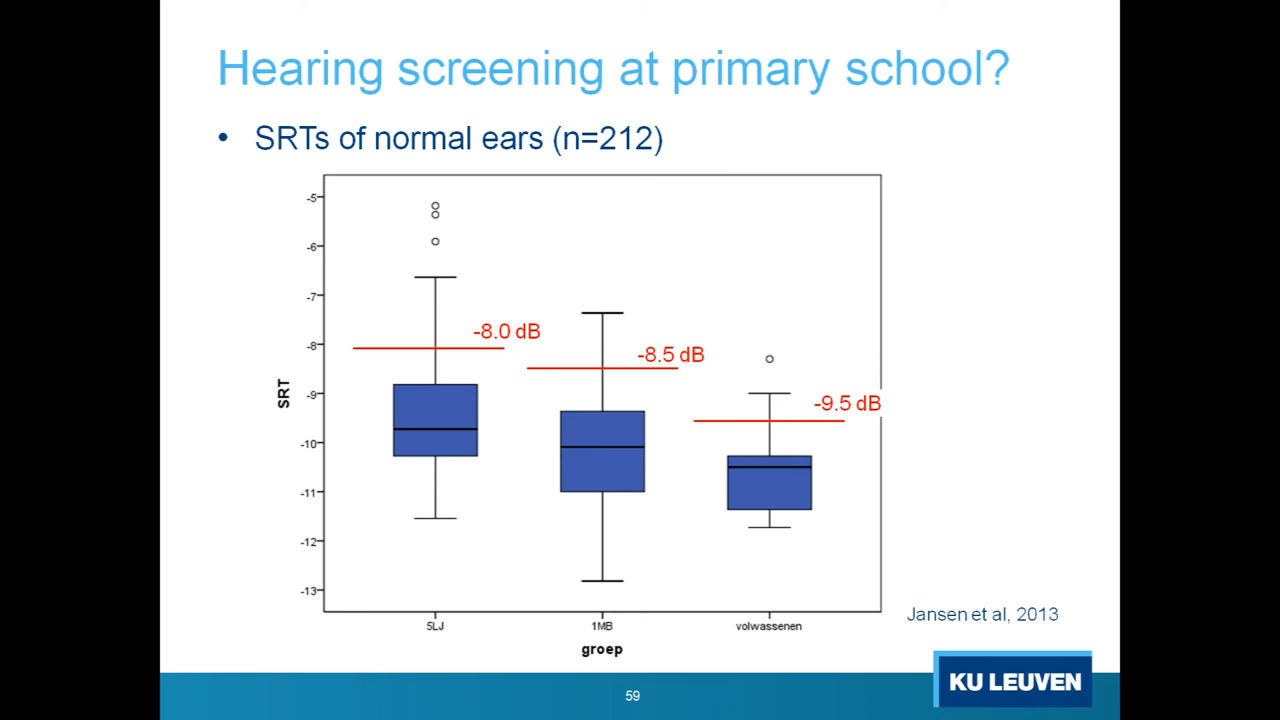 Hearing screening at primary school?
• SRTs of normal ears (n=212)
-5
-6
-7
-8
-9
-10
-11
-12
-13
SRT
-8.0 dB
-8.5 dB
-9.5 dB
5LJ
1MB
volwassenen
groep
Jansen et al, 2013
59
KU LEUVEN